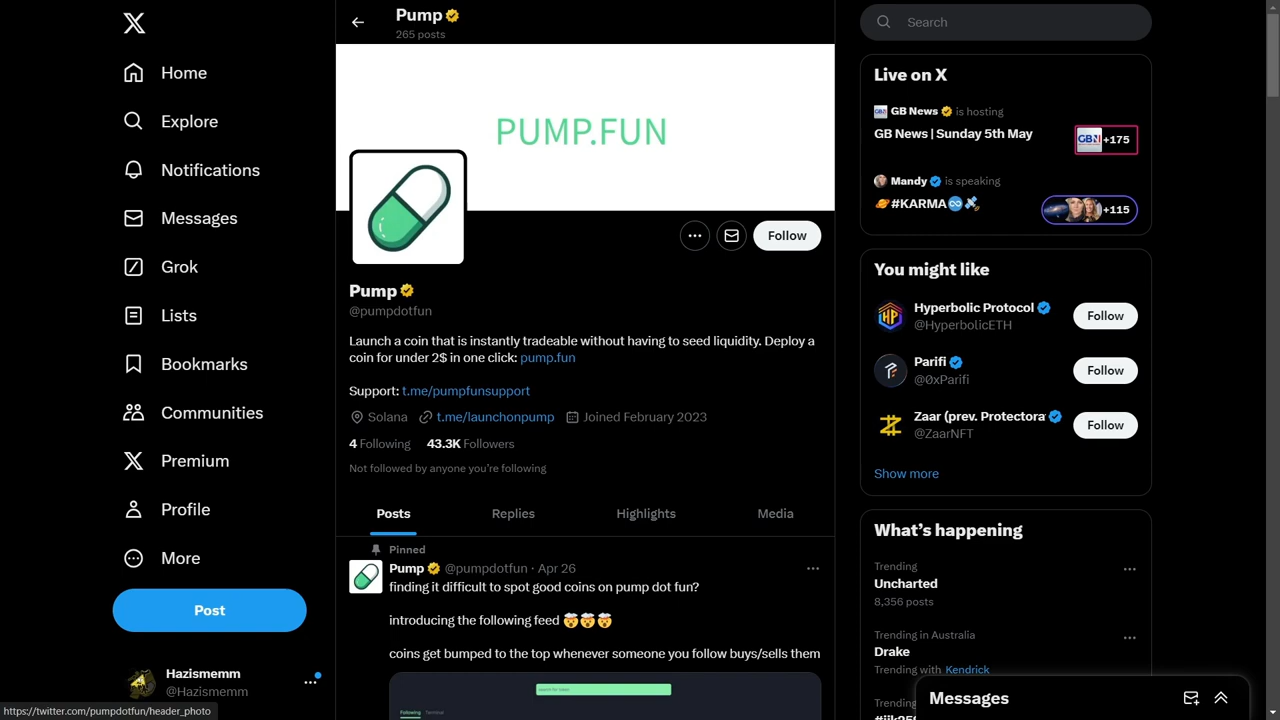 Home
Explore
Notifications
Messages
Grok
Lists
Bookmarks
Communities
Premium
Profile
More
Post
Hazismemm
@Hazismemm
https://twitter.com/pumpdotfun/header_photo
Pump
265 posts
PUMP.FUN
Follow
Pump
@pumpdotfun
Launch a coin that is instantly tradeable without having to seed liquidity. Deploy a
coin for under 2$ in one click: pump.fun
Support: t.me/pumpfunsupport
Solana t.me/launchonpump Joined February 2023
4 Following 43.3K Followers
Not followed by anyone you're following
Posts Replies Highlights Media
Pinned
Pump @pumpdotfun · Apr 26
finding it difficult to spot good coins on pump dot fun?
introducing the following feed 🤯🤯🤯
coins get bumped to the top whenever someone you follow buys/sells them
search for token
Following Terminal
Search
Live on X
GB News is hosting
GB News | Sunday 5th May
GBN +175
Mandy is speaking
🪐#KARMA♾️🛰️
+115
You might like
Hyperbolic Protocol
@HyperbolicETH
Follow
Parifi
@0xParifi
Follow
Zaar (prev. Protectora
@ZaarNFT
Follow
Show more
What's happening
Trending
Uncharted
8,356 posts
Trending in Australia
Drake
Trending with Kendrick
Trending
Messages